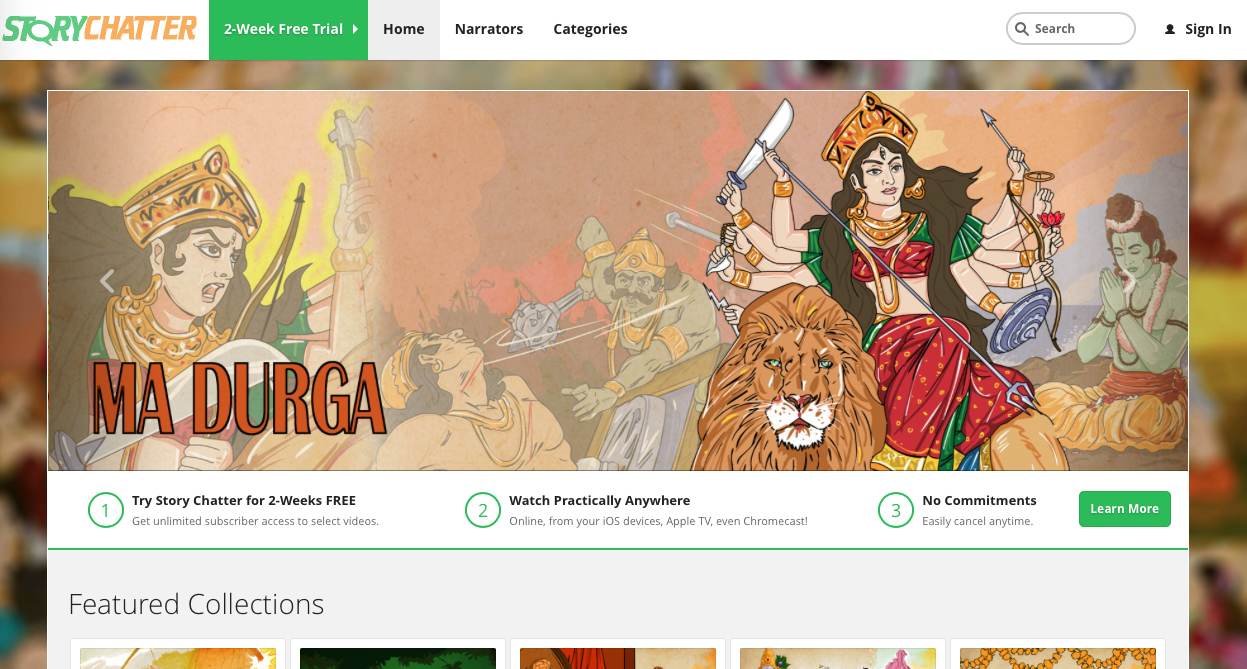 STORYCHATTER
2-Week Free Trial
Home
Narrators
Categories
Search
Sign In
MA DURGA
1
Try Story Chatter for 2-Weeks FREE
Get unlimited subscriber access to select videos.
2
Watch Practically Anywhere
Online, from your iOS devices, Apple TV, even Chromecast!
3
No Commitments
Easily cancel anytime.
Learn More
Featured Collections